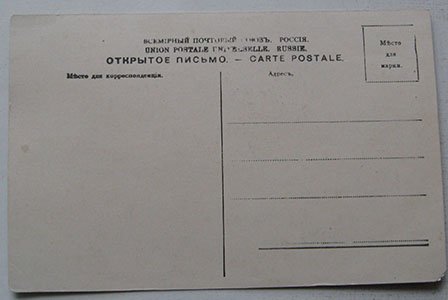 ВСЕМІРНЫЙ ПОЧТОВЫЙ СОЮЗЪ, РОССІЯ.
UNION POSTALE UNIVERSELLE, RUSSIE.
ОТКРЫТОЕ ПИСЬМО. — CARTE POSTALE.
Мѣсто
для
марки.
Мѣсто для корреспонденціи.
Адресъ.